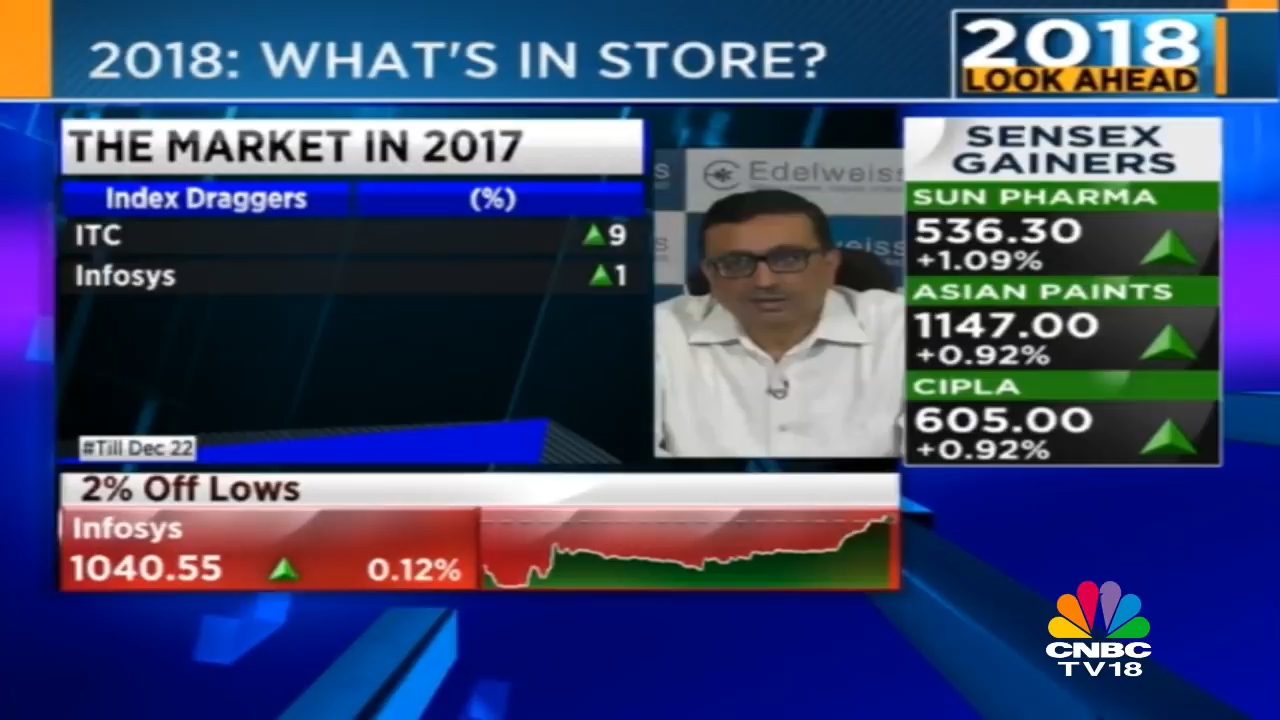 2018: WHAT'S IN STORE?
2018
LOOK AHEAD
THE MARKET IN 2017
Index Draggers (%)
ITC 9
Infosys 1
#Till Dec 22
Edelweiss
SENSEX
GAINERS
SUN PHARMA
536.30
+1.09%
ASIAN PAINTS
1147.00
+0.92%
CIPLA
605.00
+0.92%
2% Off Lows
Infosys
1040.55 0.12%
CNBC
TV18